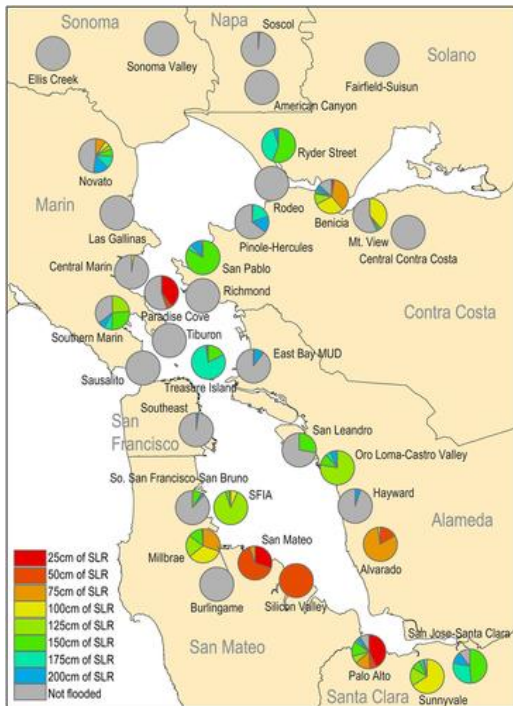 Napa
Soscol
Solano
Sonoma Valley
Ellis Creek
Fairfield-Suisun
American Canyon
Ryder Street
Novato
Marin
Rodeo
Benicia
Las Gallinas
Pinole-Hercules
Mt. View
Central Contra Costa
Central Marin
San Pablo
Richmond
Paradise Cove
Contra Costa
Southern Marin
Tiburon
East Bay MUD
Sausalito
Treasure Island
Southeast
San
Francisco
San Leandro
Oro Loma-Castro Valley
So. San Francisco-San Bruno
SFIA
Hayward
Alameda
Millbrae
San Mateo
Alvarado
25cm of SLR
50cm of SLR
75cm of SLR
100cm of SLR
125cm of SLR
150cm of SLR
175cm of SLR
200cm of SLR
Not flooded
Burlingame
Silicon Valley
San Mateo
San Jose-Santa Clara
Palo Alto
Sunnyvale
Santa Clara